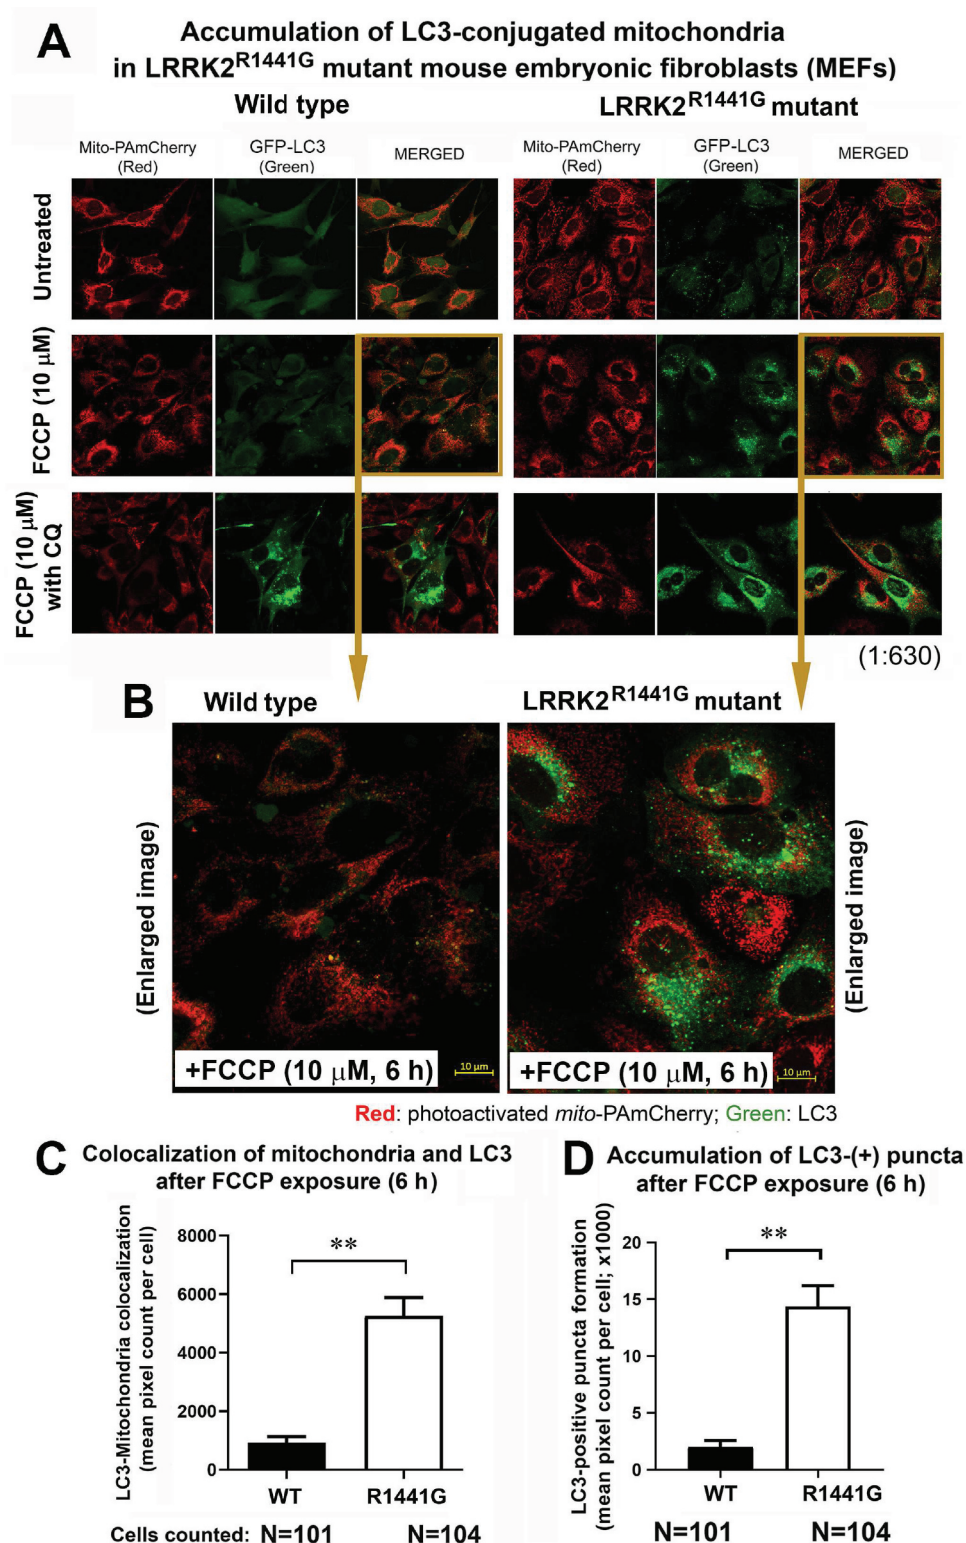 A
Accumulation of LC3-conjugated mitochondria
in LRRK2R1441G mutant mouse embryonic fibroblasts (MEFs)
Wild type
LRRK2R1441G mutant
Mito-PAmCherry
(Red)
GFP-LC3
(Green)
MERGED
Mito-PAmCherry
(Red)
GFP-LC3
(Green)
MERGED
Untreated
FCCP (10 µM)
FCCP (10 µM)
with CQ
(1:630)
B
Wild type
LRRK2R1441G mutant
(Enlarged image)
(Enlarged image)
+FCCP (10 µM, 6 h)
10 µm
+FCCP (10 µM, 6 h)
10 µm
Red: photoactivated mito-PAmCherry; Green: LC3
C
Colocalization of mitochondria and LC3
after FCCP exposure (6 h)
LC3-Mitochondria colocalization
(mean pixel count per cell)
8000
6000
4000
2000
0
**
WT
R1441G
Cells counted: N=101 N=104
D
Accumulation of LC3-(+) puncta
after FCCP exposure (6 h)
LC3-positive puncta formation
(mean pixel count per cell; x1000)
20
15
10
5
0
**
WT
R1441G
N=101 N=104